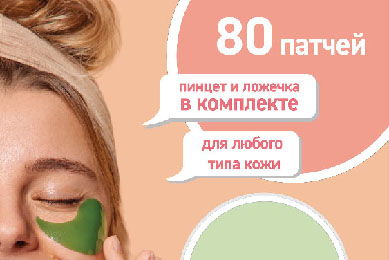 80 патчей
пинцет и ложечка
в комплекте
для любого
типа кожи